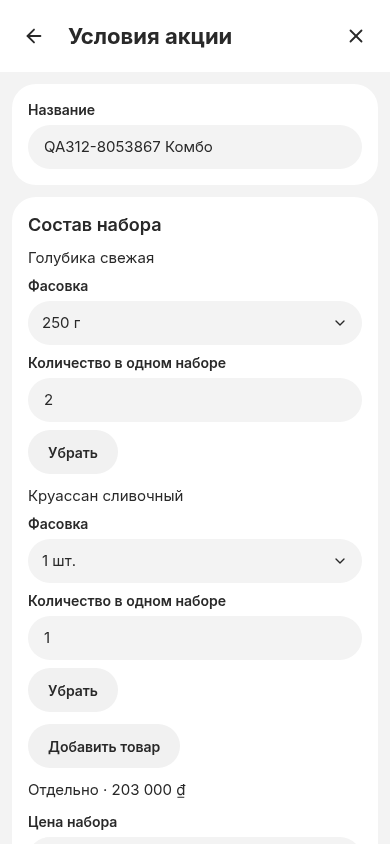 Условия акции
Название
QA312-8053867 Комбо
Состав набора
Голубика свежая
Фасовка
250 г
Количество в одном наборе
2
Убрать
Круассан сливочный
Фасовка
1 шт.
Количество в одном наборе
1
Убрать
Добавить товар
Отдельно · 203 000 ₫
Цена набора